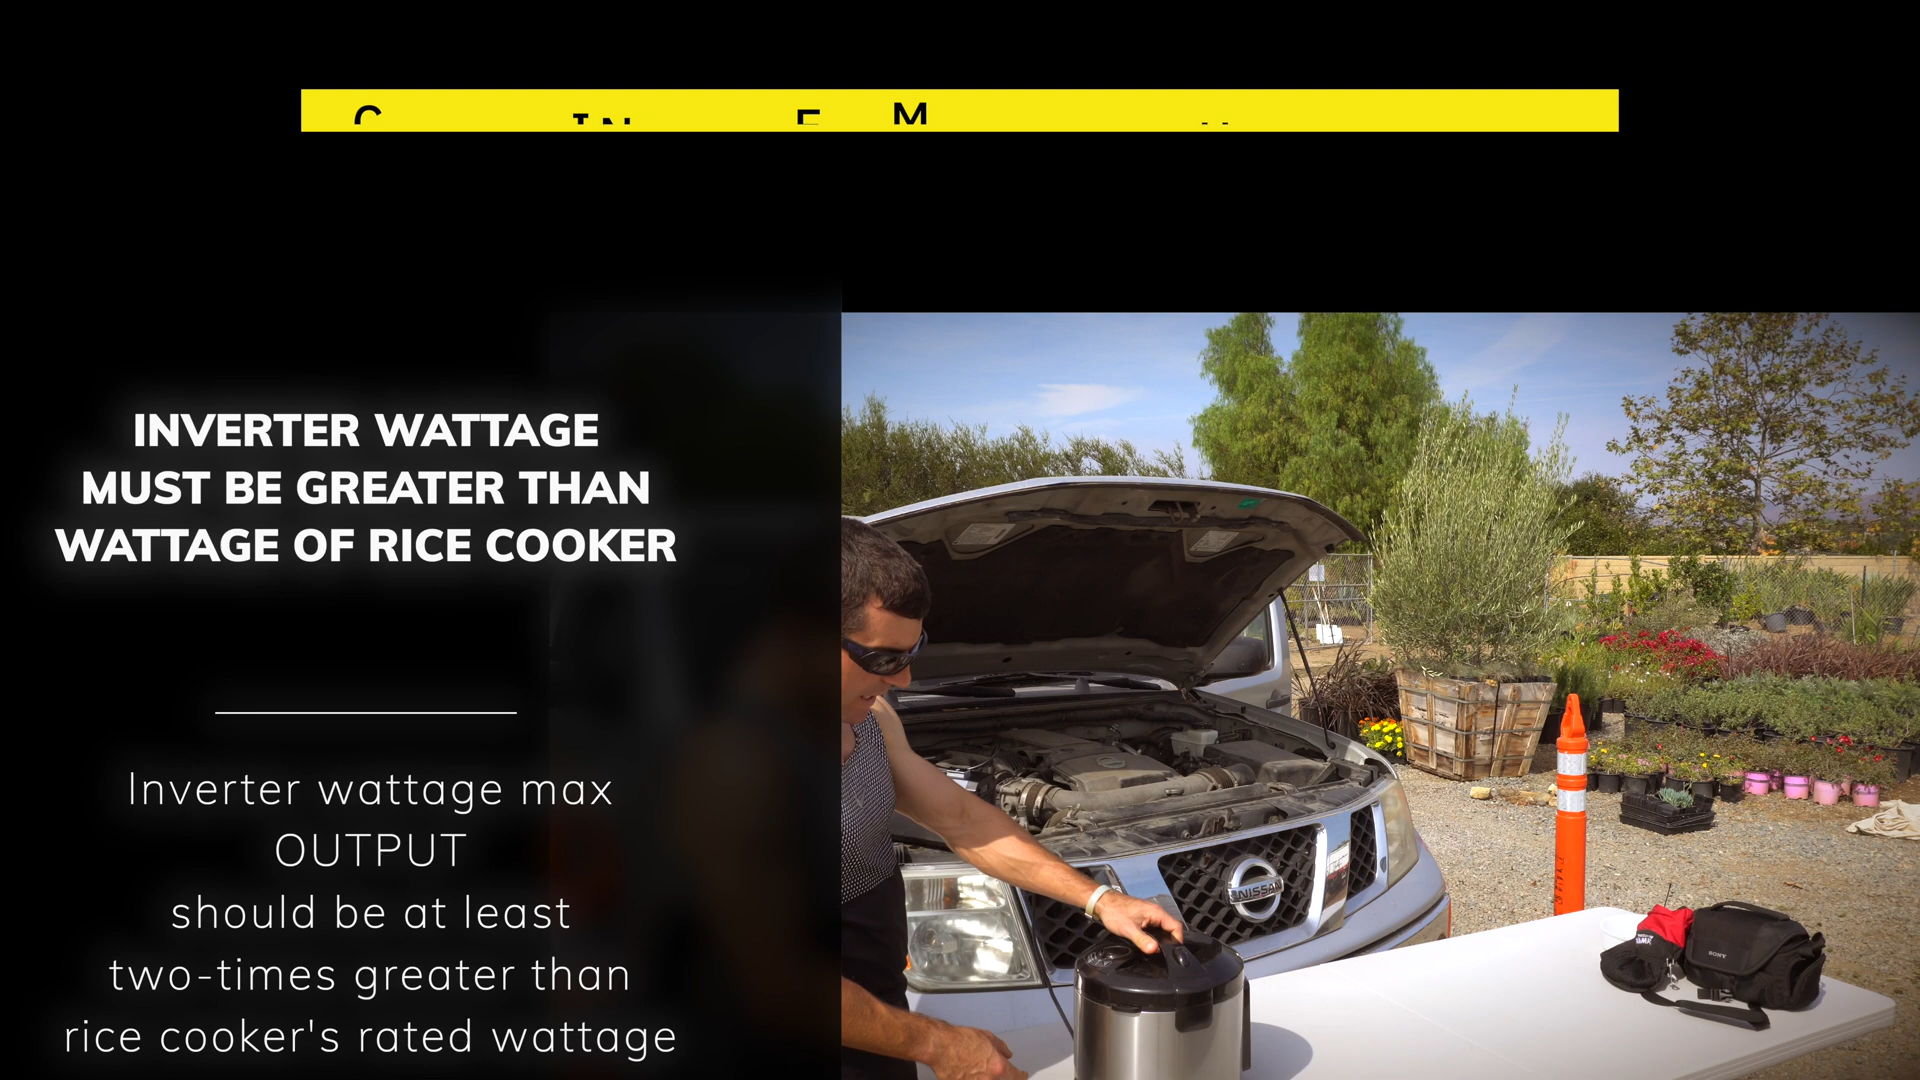 INVERTER WATTAGE
MUST BE GREATER THAN
WATTAGE OF RICE COOKER
Inverter wattage max
OUTPUT
should be at least
two-times greater than
rice cooker's rated wattage
NISSAN
SONY